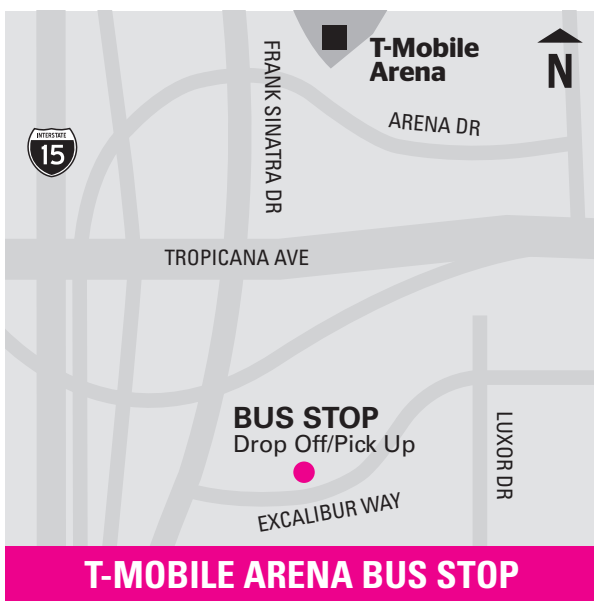 T-Mobile
Arena
N
FRANK SINATRA DR
ARENA DR
INTERSTATE
15
TROPICANA AVE
BUS STOP
Drop Off/Pick Up
LUXOR DR
EXCALIBUR WAY
T-MOBILE ARENA BUS STOP